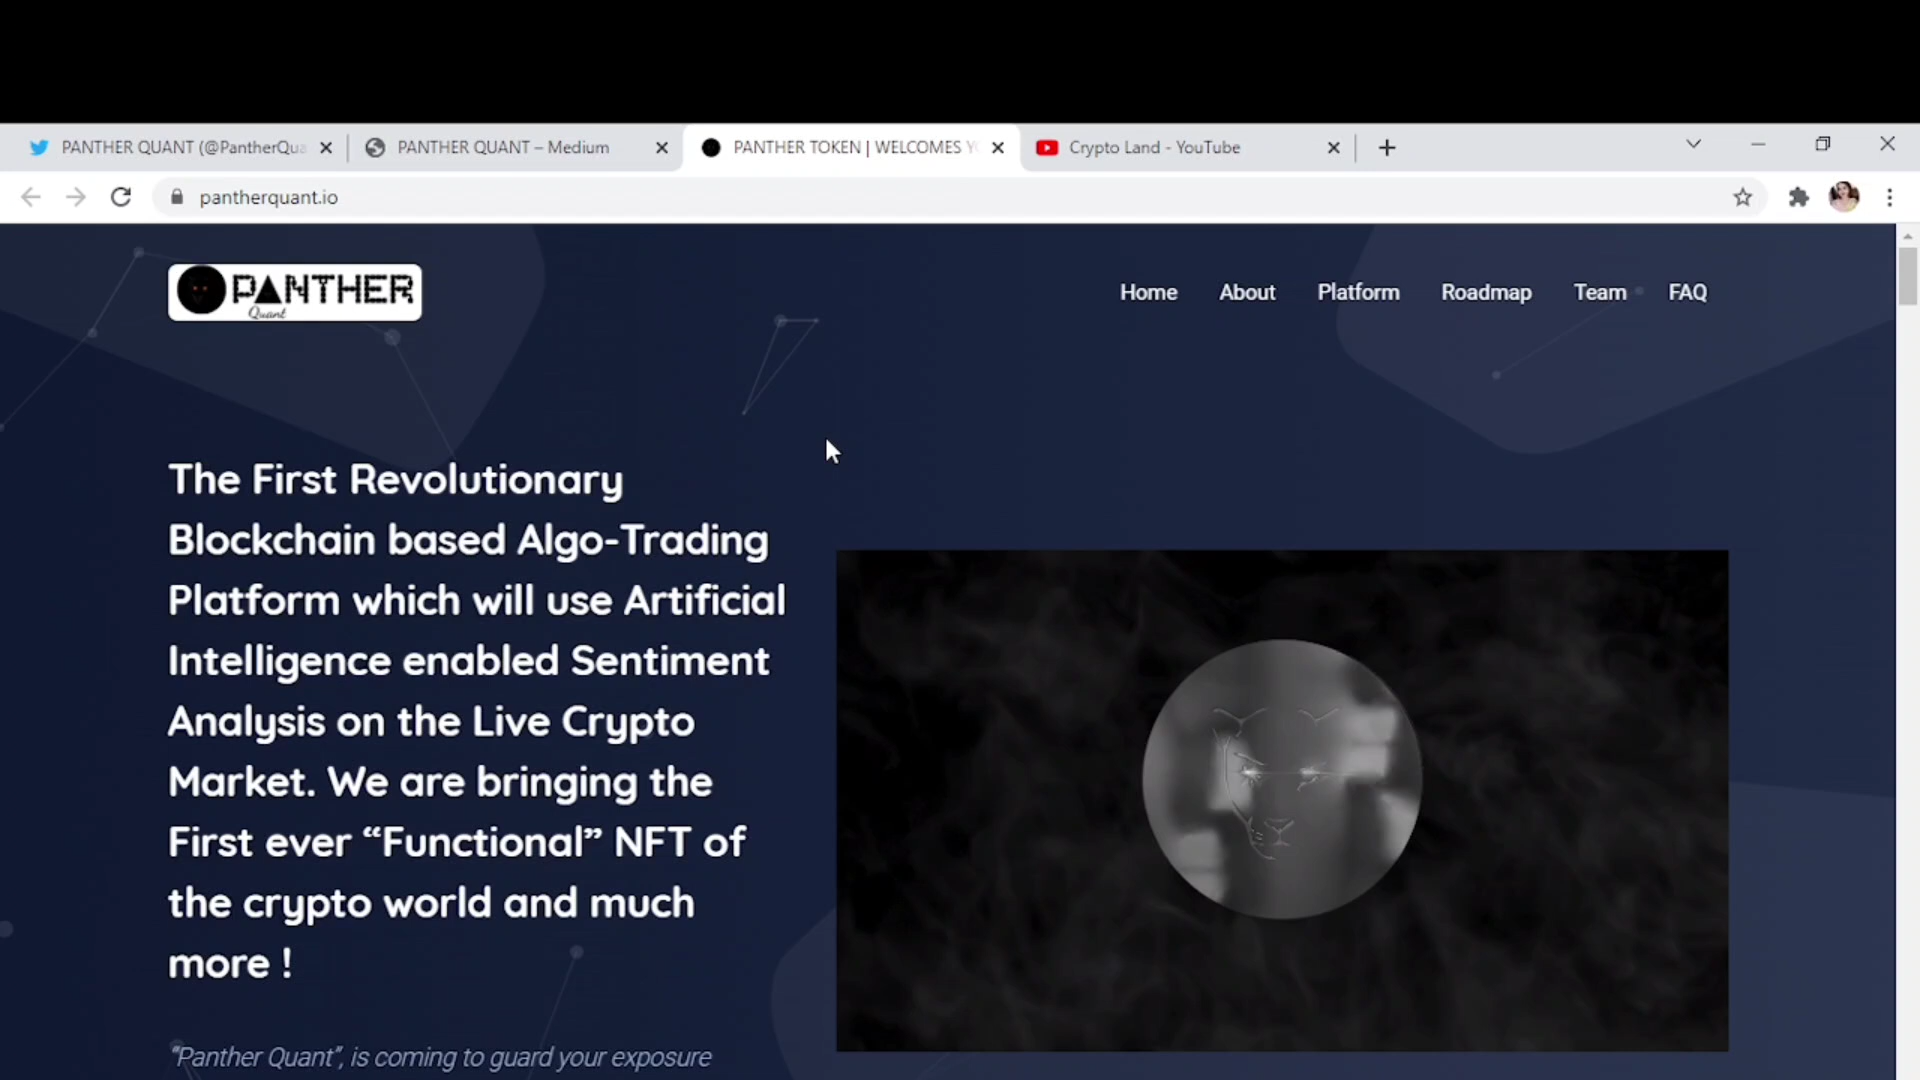 PANTHER QUANT (@PantherQua
PANTHER QUANT – Medium
PANTHER TOKEN | WELCOMES Y
Crypto Land - YouTube
pantherquant.io
PANTHER
Quant
Home
About
Platform
Roadmap
Team
FAQ
The First Revolutionary
Blockchain based Algo-Trading
Platform which will use Artificial
Intelligence enabled Sentiment
Analysis on the Live Crypto
Market. We are bringing the
First ever “Functional” NFT of
the crypto world and much
more !
“Panther Quant”, is coming to guard your exposure